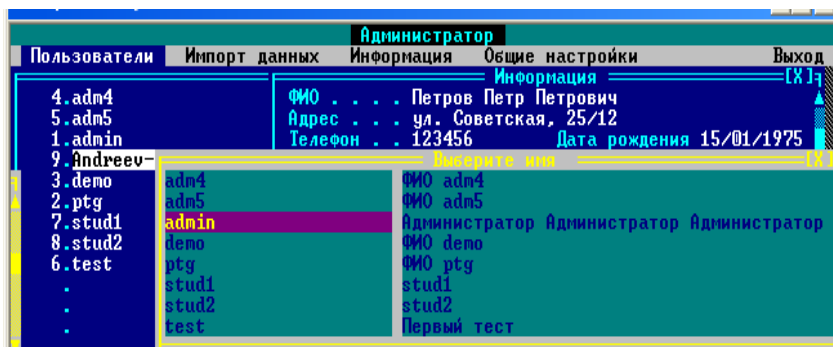 Администратор
Пользователи Импорт данных Информация Общие настройки Выход
Информация [X]
4.adm4 ФИО . . . . Петров Петр Петрович
5.adm5 Адрес . . . ул. Советская, 25/12
1.admin Телефон . . 123456 Дата рождения 15/01/1975
9.Andreev- Выберите имя [X]
3.demo adm4 ФИО adm4
2.ptg adm5 ФИО adm5
7.stud1 admin Администратор Администратор Администратор
8.stud2 demo ФИО demo
6.test ptg ФИО ptg
. stud1 stud1
. stud2 stud2
. test Первый тест